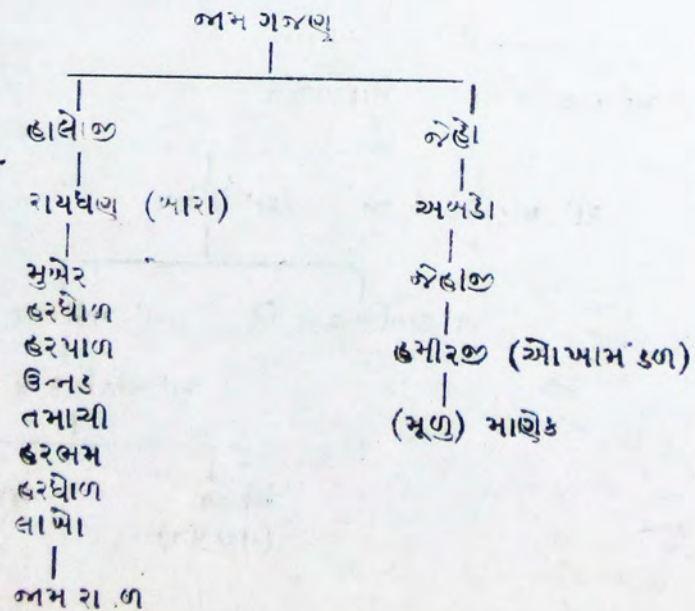 જામ ગજણ
હાલોજી
જેહો
રાયધણ (બારા)
અબડો
મુબેર
જેહાજી
હરધોળ
હરપાળ
હમીરજી (ઓખામંડળ)
ઉન્નડ
(મૂળુ) માણેક
તમાચી
હરભમ
હરધોળ
લાખો
જામ